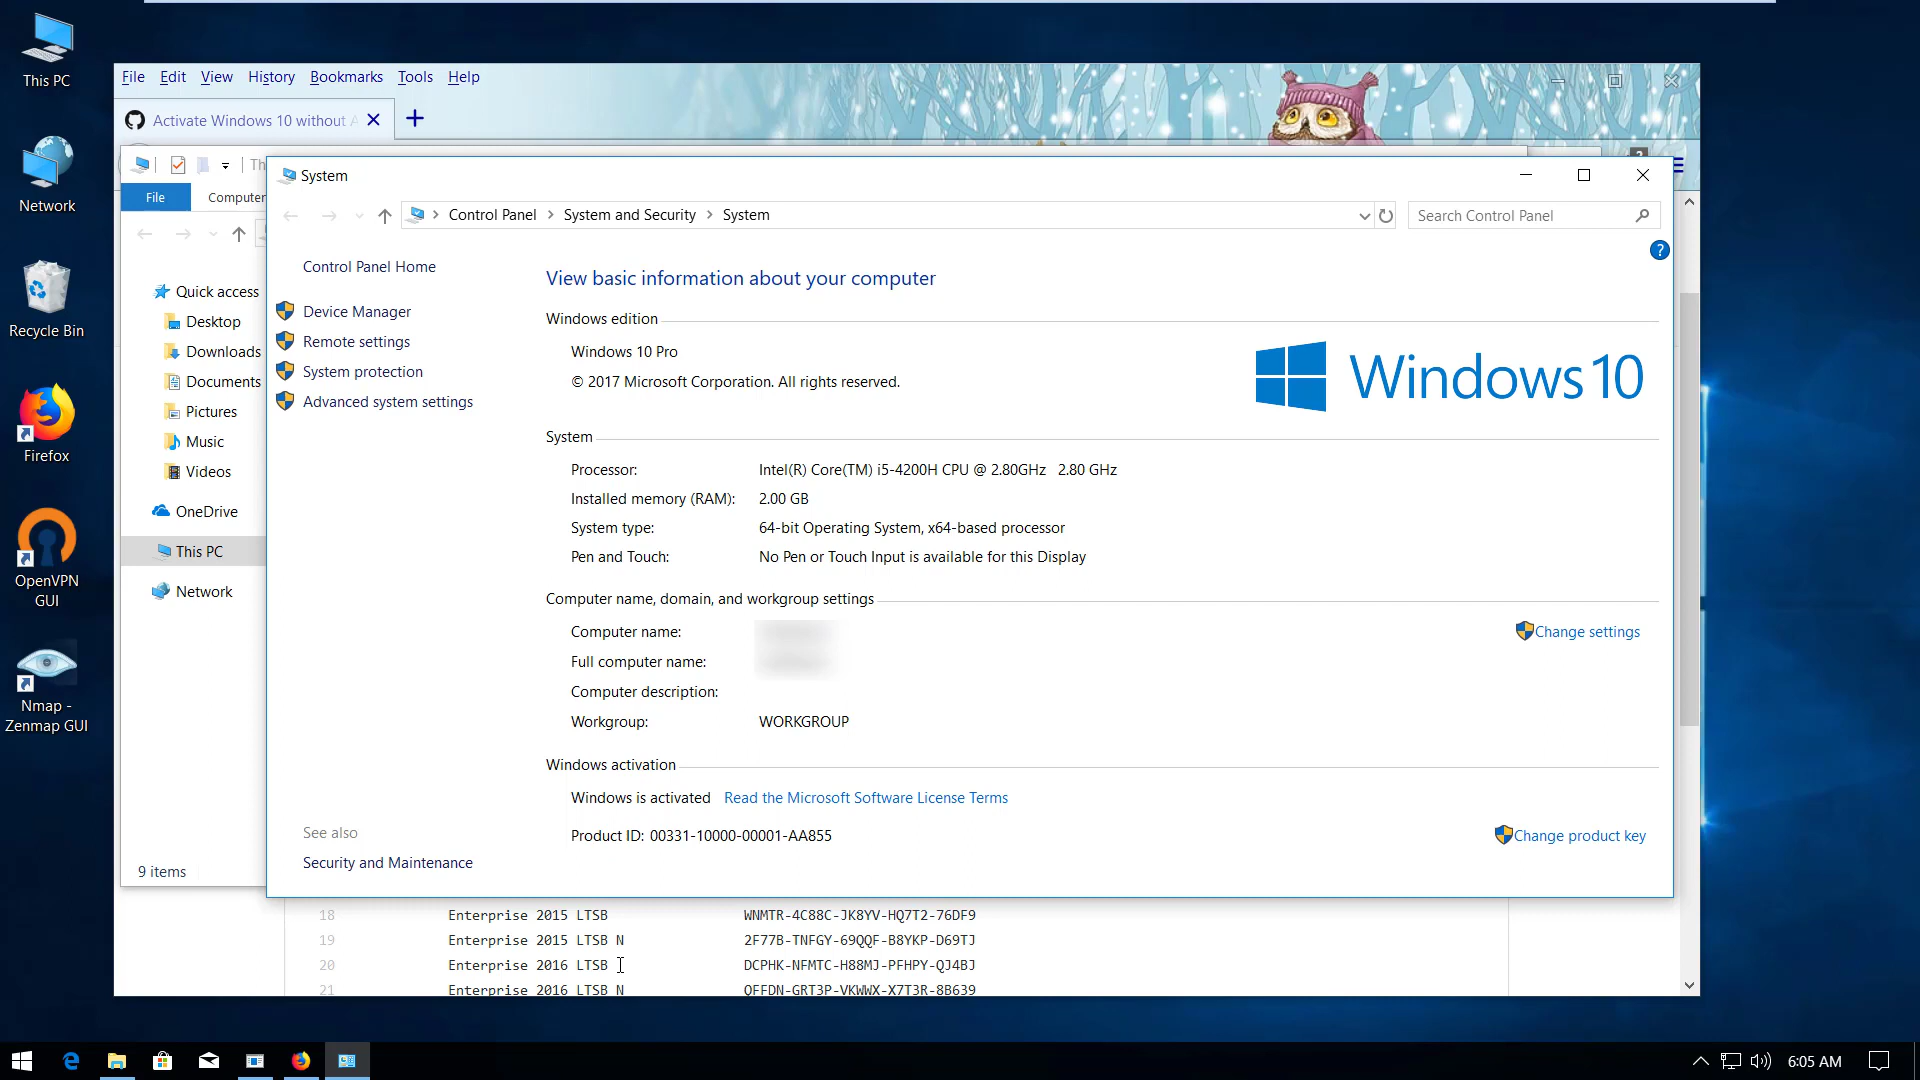 This PC
Network
Recycle Bin
Firefox
OpenVPN
GUI
Nmap -
Zenmap GUI
File Edit View History Bookmarks Tools Help
Activate Windows 10 without A
Th
File
Computer
Quick access
Desktop
Downloads
Documents
Pictures
Music
Videos
OneDrive
This PC
Network
9 items
System
Control Panel > System and Security > System
Search Control Panel
?
Control Panel Home
Device Manager
Remote settings
System protection
Advanced system settings
See also
Security and Maintenance
View basic information about your computer
Windows edition
Windows 10 Pro
© 2017 Microsoft Corporation. All rights reserved.
Windows 10
System
Processor: Intel(R) Core(TM) i5-4200H CPU @ 2.80GHz 2.80 GHz
Installed memory (RAM): 2.00 GB
System type: 64-bit Operating System, x64-based processor
Pen and Touch: No Pen or Touch Input is available for this Display
Computer name, domain, and workgroup settings
Computer name:
Change settings
Full computer name:
Computer description:
Workgroup: WORKGROUP
Windows activation
Windows is activated Read the Microsoft Software License Terms
Product ID: 00331-10000-00001-AA855
Change product key
18 Enterprise 2015 LTSB WNMTR-4C88C-JK8YV-HQ7T2-76DF9
19 Enterprise 2015 LTSB N 2F77B-TNFGY-69QQF-B8YKP-D69TJ
20 Enterprise 2016 LTSB DCPHK-NFMTC-H88MJ-PFHPY-QJ4BJ
21 Enterprise 2016 LTSB N QFFDN-GRT3P-VKWWX-X7T3R-8B639
6:05 AM